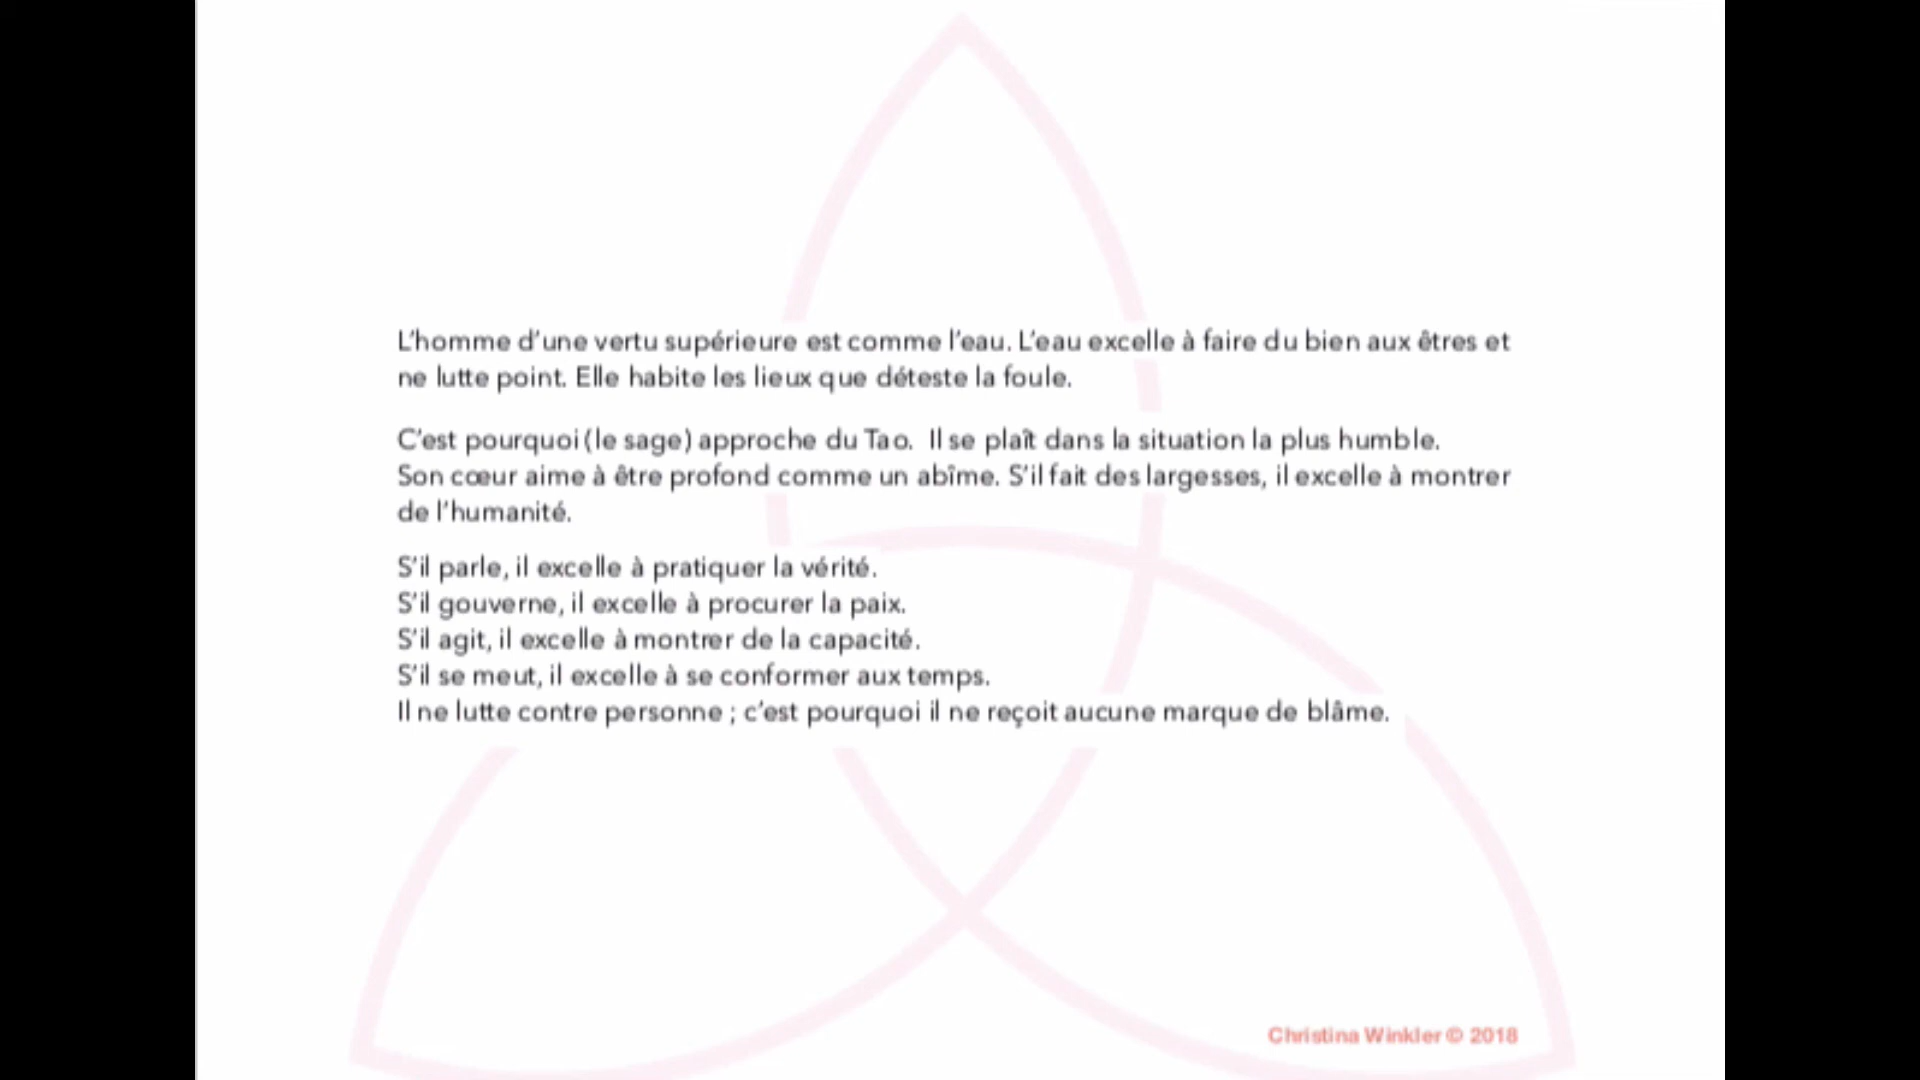 L'homme d'une vertu supérieure est comme l'eau. L'eau excelle à faire du bien aux êtres et
ne lutte point. Elle habite les lieux que déteste la foule.
C'est pourquoi (le sage) approche du Tao. Il se plaît dans la situation la plus humble.
Son cœur aime à être profond comme un abîme. S'il fait des largesses, il excelle à montrer
de l'humanité.
S'il parle, il excelle à pratiquer la vérité.
S'il gouverne, il excelle à procurer la paix.
S'il agit, il excelle à montrer de la capacité.
S'il se meut, il excelle à se conformer aux temps.
Il ne lutte contre personne ; c'est pourquoi il ne reçoit aucune marque de blâme.
Christina Winkler © 2018